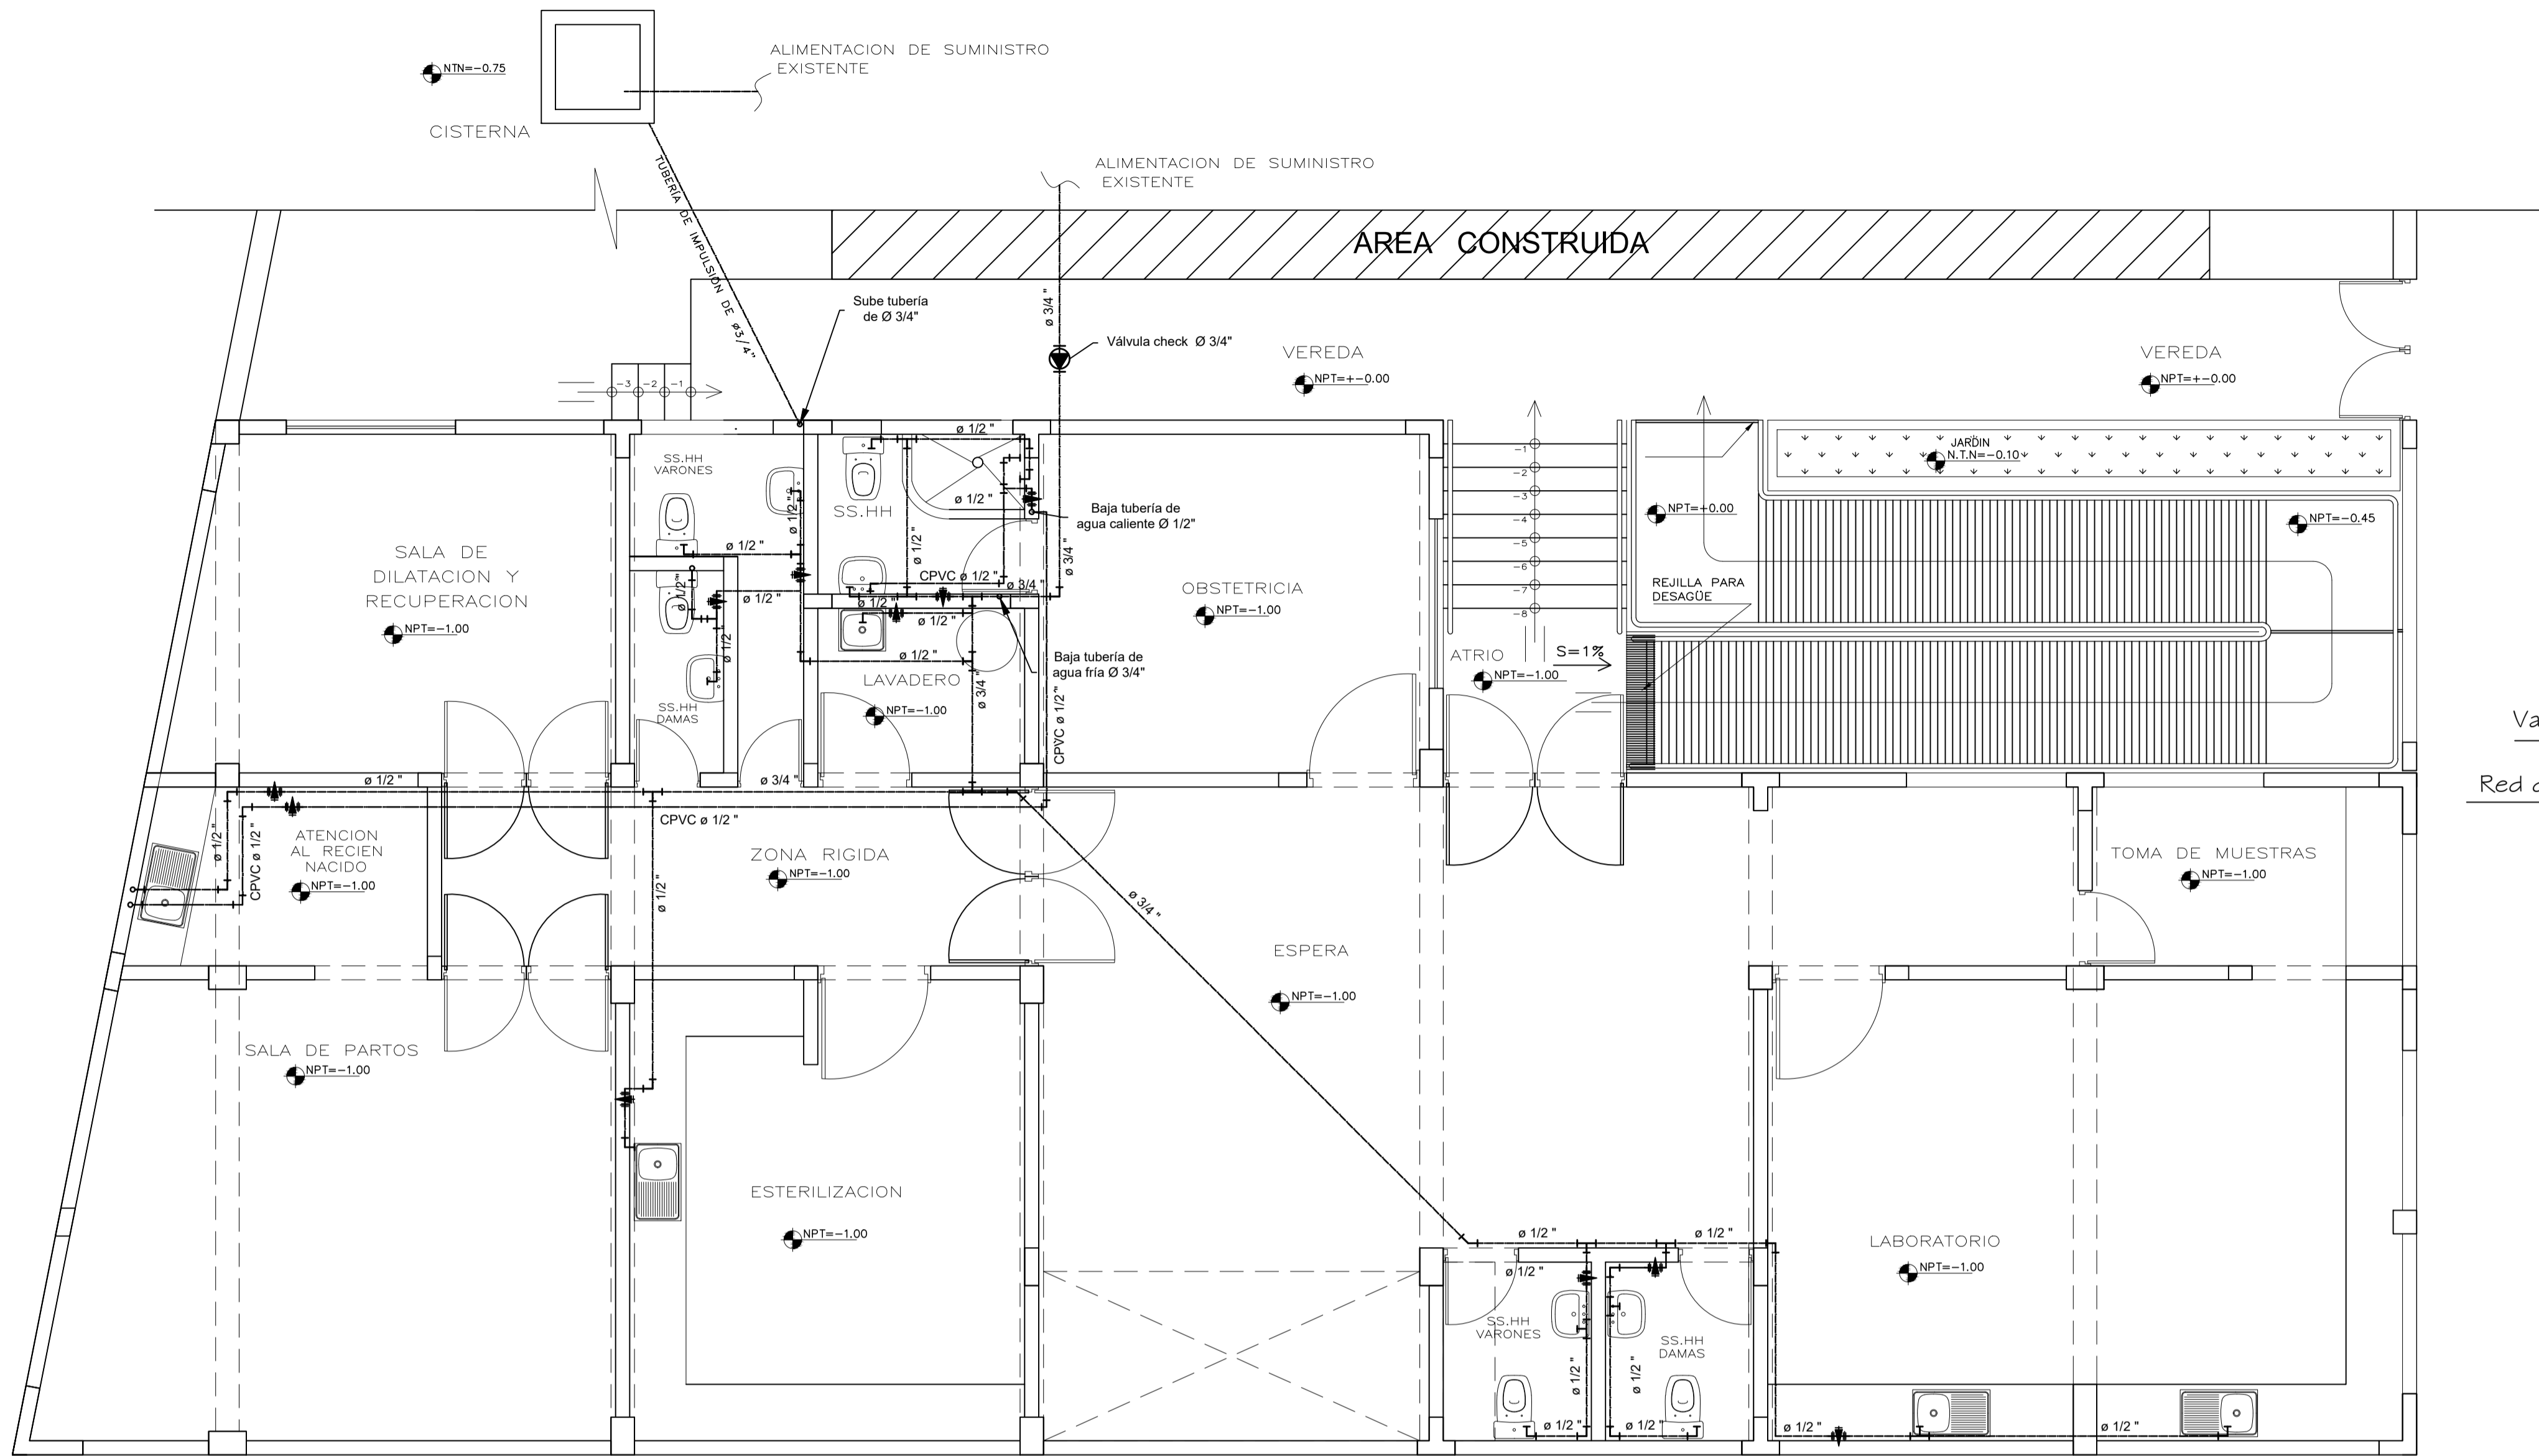 ALIMENTACION DE SUMINISTRO
EXISTENTE
NTN=-0.75
CISTERNA
TUBERÍA DE IMPULSIÓN DE ø3/4"
ALIMENTACION DE SUMINISTRO
EXISTENTE
AREA CONSTRUIDA
Sube tubería
de Ø 3/4"
ø 3/4 "
Válvula check Ø 3/4"
VEREDA
NPT=+-0.00
VEREDA
NPT=+-0.00
-3
-2
-1
SS.HH
VARONES
ø 1/2 "
ø 1/2 "
ø 1/2 "
SS.HH
ø 1/2 "
ø 1/2 "
Baja tubería de
agua caliente Ø 1/2"
-1
-2
-3
-4
-5
-6
-7
-8
JARDIN
N.T.N=-0.10
NPT=+0.00
NPT=-0.45
SALA DE
DILATACION Y
RECUPERACION
NPT=-1.00
ø 1/2"
ø 1/2 "
ø 1/2 "
CPVC ø 1/2 "
ø 3/4 "
ø 3/4 "
ø 1/2 "
ø 1/2 "
OBSTETRICIA
NPT=-1.00
REJILLA PARA
DESAGÜE
ø 1/2 "
Baja tubería de
agua fría Ø 3/4"
ATRIO
NPT=-1.00
S=1%
LAVADERO
NPT=-1.00
ø 3/4 "
CPVC ø 1/2"
SS.HH
DAMAS
Va
Red
ø 1/2 "
ø 3/4 "
CPVC ø 1/2 "
ø 1/2 "
CPVC ø 1/2 "
ATENCION
AL RECIEN
NACIDO
NPT=-1.00
ø 1/2 "
ZONA RIGIDA
NPT=-1.00
ø 3/4 "
TOMA DE MUESTRAS
NPT=-1.00
ESPERA
NPT=-1.00
SALA DE PARTOS
NPT=-1.00
ESTERILIZACION
NPT=-1.00
ø 1/2 "
ø 1/2 "
ø 1/2 "
LABORATORIO
NPT=-1.00
SS.HH
VARONES
SS.HH
DAMAS
ø 1/2 "
ø 1/2 "
ø 1/2 "
ø 1/2 "
ø 1/2 "
ø 1/2 "